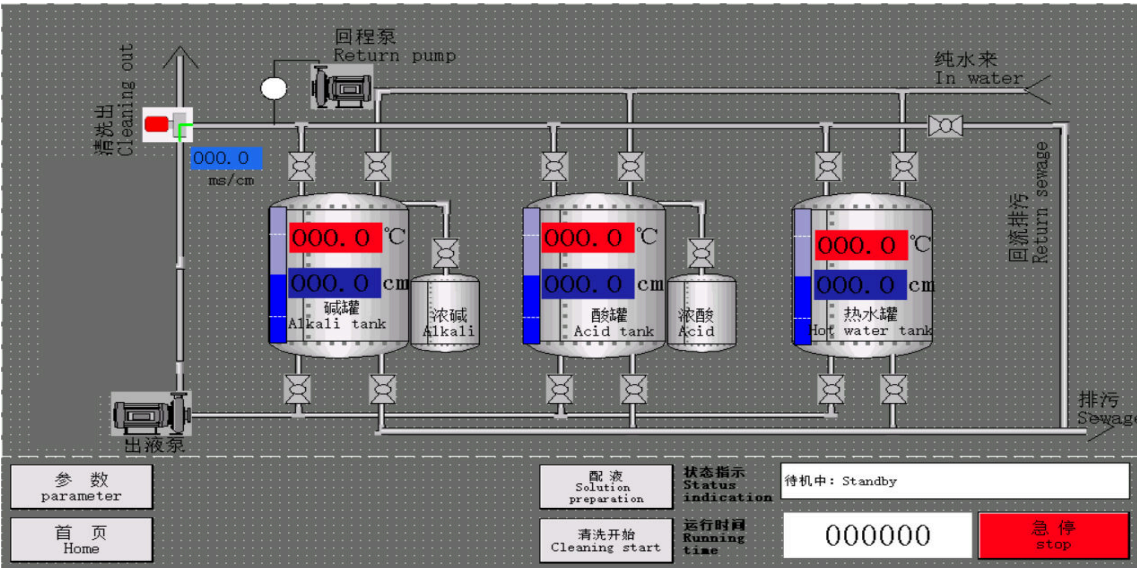 回程泵
Return pump
纯水来
In water
清洗出
Cleaning out
000.0
ms/cm
回流排污
Return sewage
000.0 ℃
000.0 cm
碱罐
Alkali tank
浓碱
Alkali
000.0 ℃
000.0 cm
酸罐
Acid tank
浓酸
Acid
000.0 ℃
000.0 cm
热水罐
Hot water tank
出液泵
排污
Sewage
参 数
parameter
首 页
Home
配 液
Solution
preparation
清洗开始
Cleaning start
状态指示
Status
indication
待机中: Standby
运行时间
Running
time
000000
急 停
stop